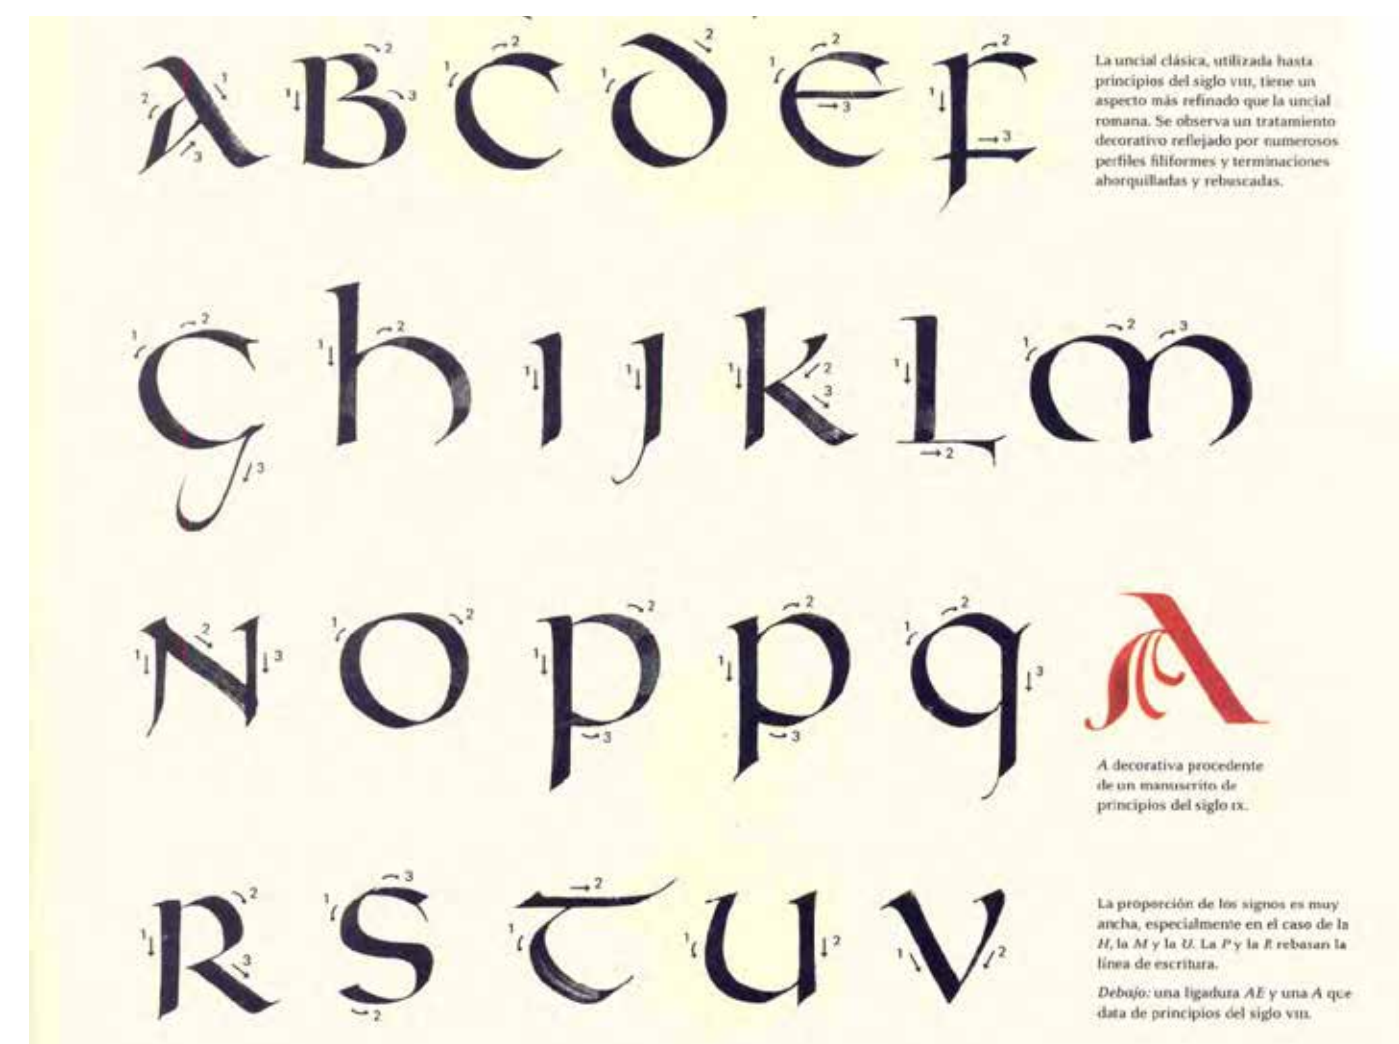 A B C D E F
La uncial clásica, utilizada hasta
principios del siglo VIII, tiene un
aspecto más refinado que la uncial
romana. Se observa un tratamiento
decorativo reflejado por numerosos
perfiles filiformes y terminaciones
ahorquilladas y rebuscadas.
G h I J K L M
N O P P q A
A decorativa procedente
de un manuscrito de
principios del siglo IX.
R S T U V
La proporción de los signos es muy
ancha, especialmente en el caso de la
H, la M y la U. La P y la R rebasan la
línea de escritura.
Debajo: una ligadura AE y una A que
data de principios del siglo VIII.